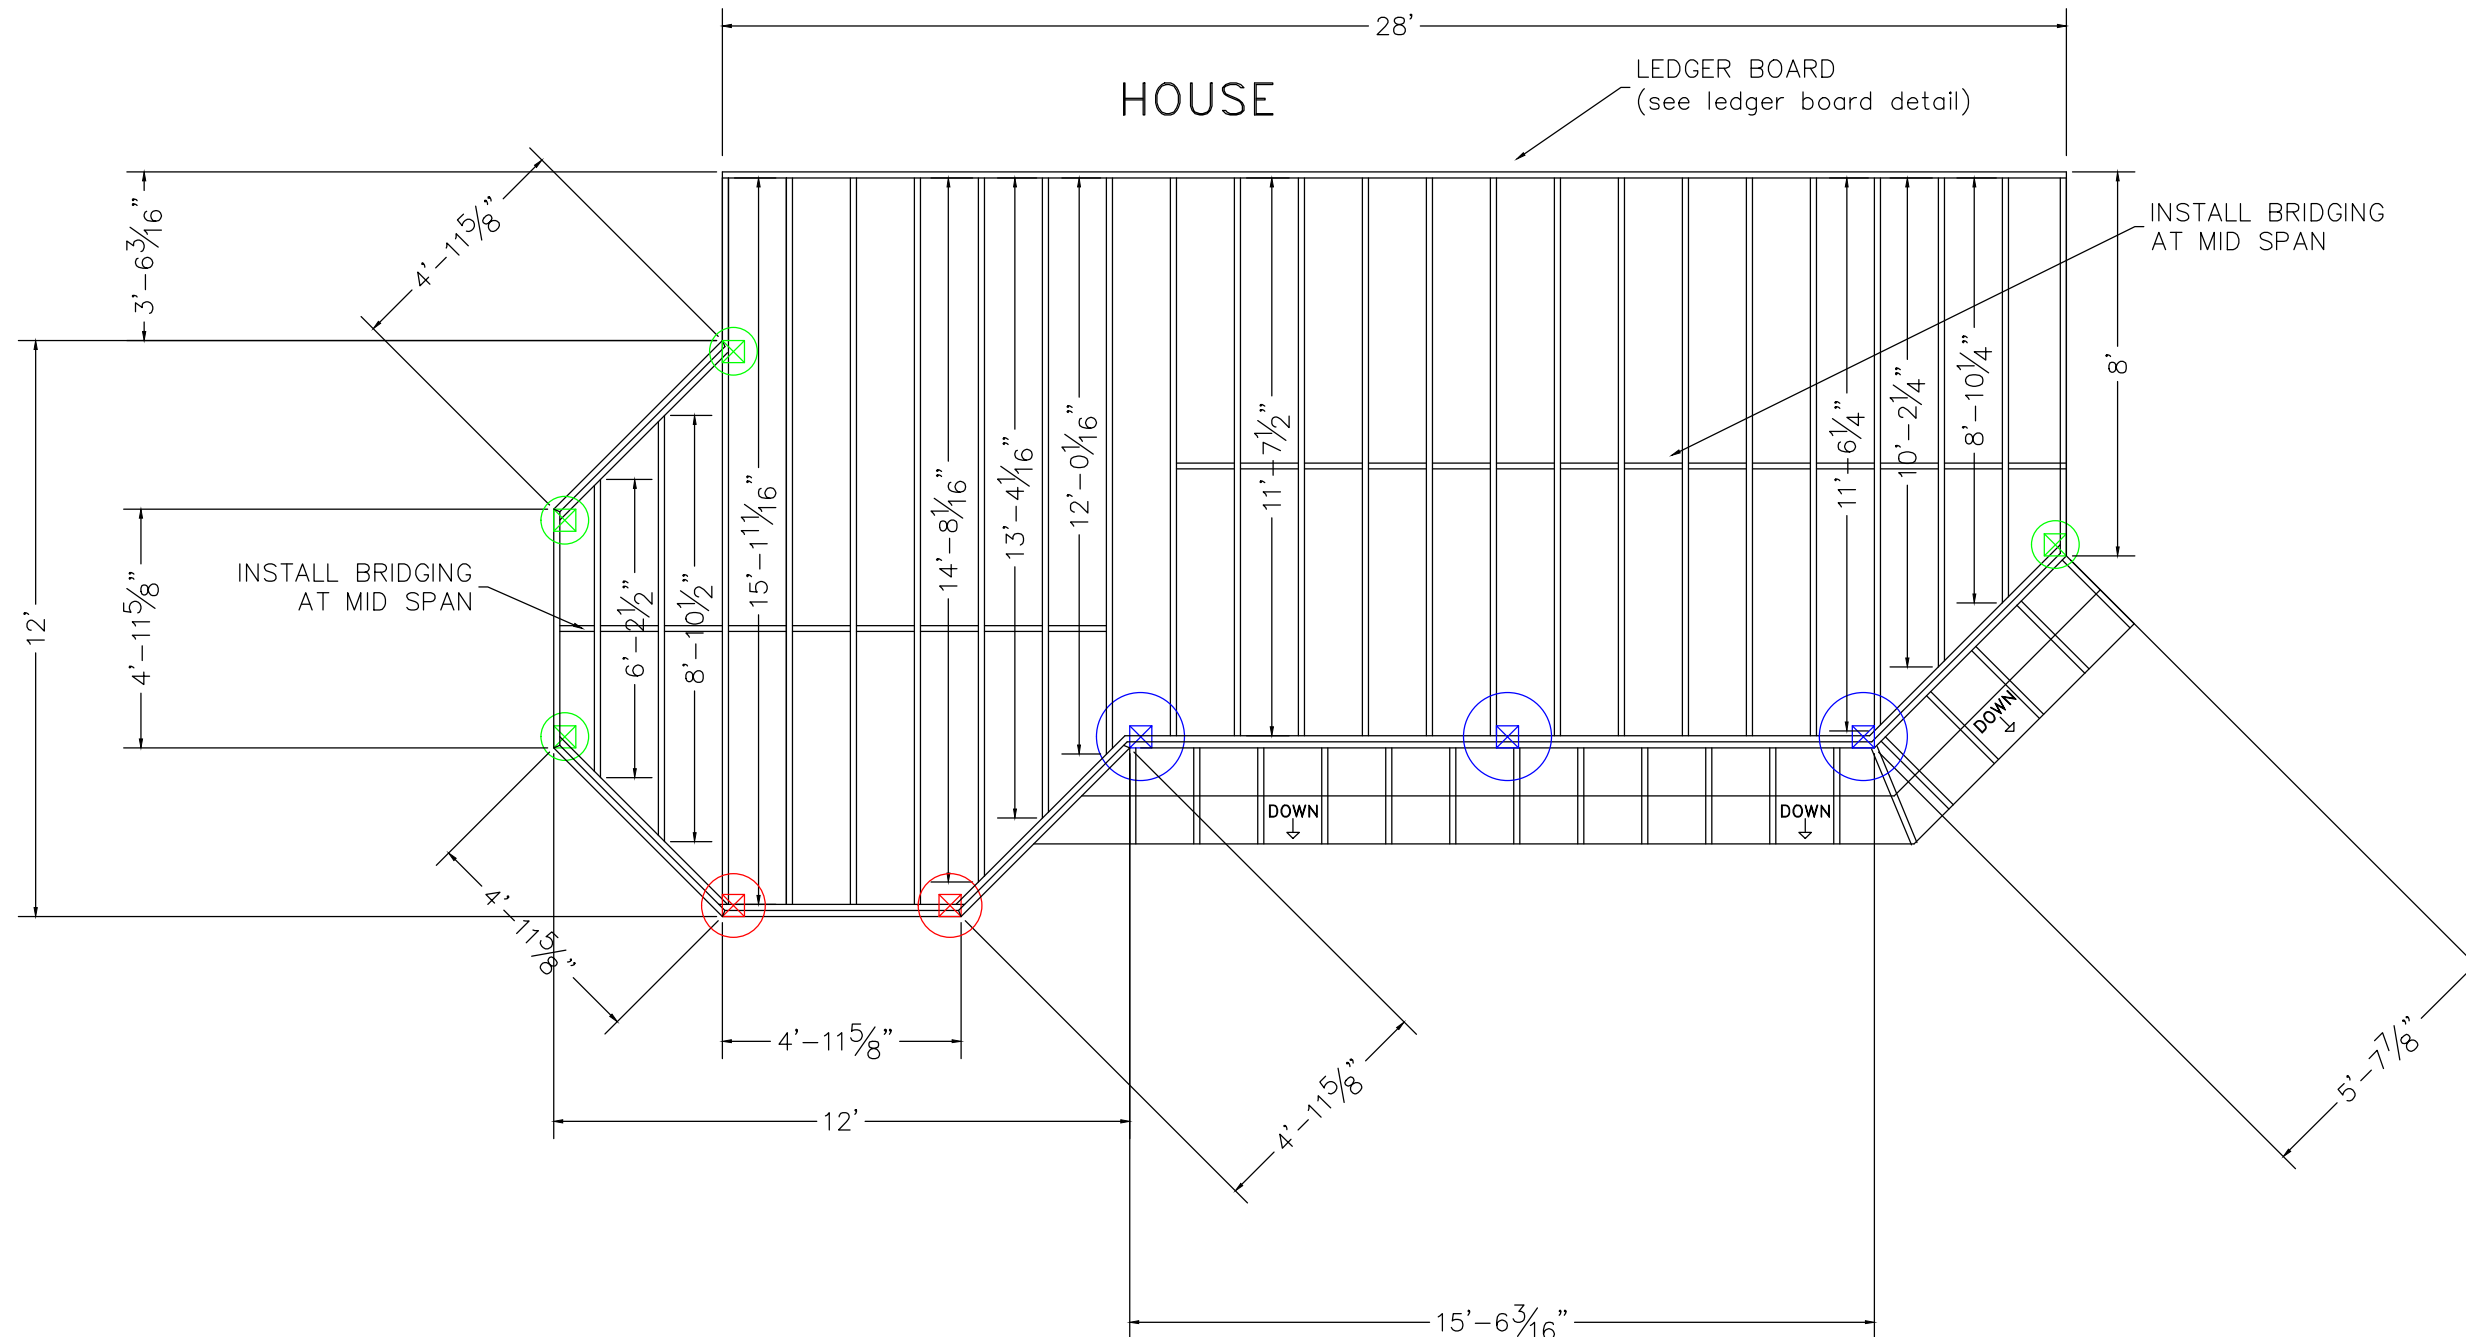 28'
HOUSE
LEDGER BOARD
(see ledger board detail)
3'-6 3/16"
4'-11 5/8"
INSTALL BRIDGING
AT MID SPAN
8'
12'
4'-11 5/8"
INSTALL BRIDGING
AT MID SPAN
6'-2 1/2"
8'-10 1/2"
15'-1 11/16"
14'-8 1/16"
13'-4 1/16"
12'-0 1/16"
11'-7 1/2"
11'-6 1/4"
10'-2 1/4"
8'-10 1/4"
DOWN
DOWN
DOWN
4'-11 5/8"
4'-11 5/8"
12'
4'-11 5/8"
5'-7 7/8"
15'-6 3/16"